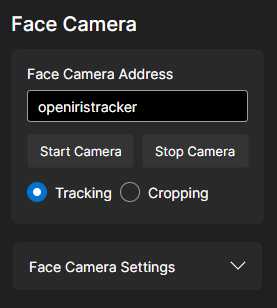 Face Camera
Face Camera Address
openiristracker
Start Camera Stop Camera
Tracking Cropping
Face Camera Settings